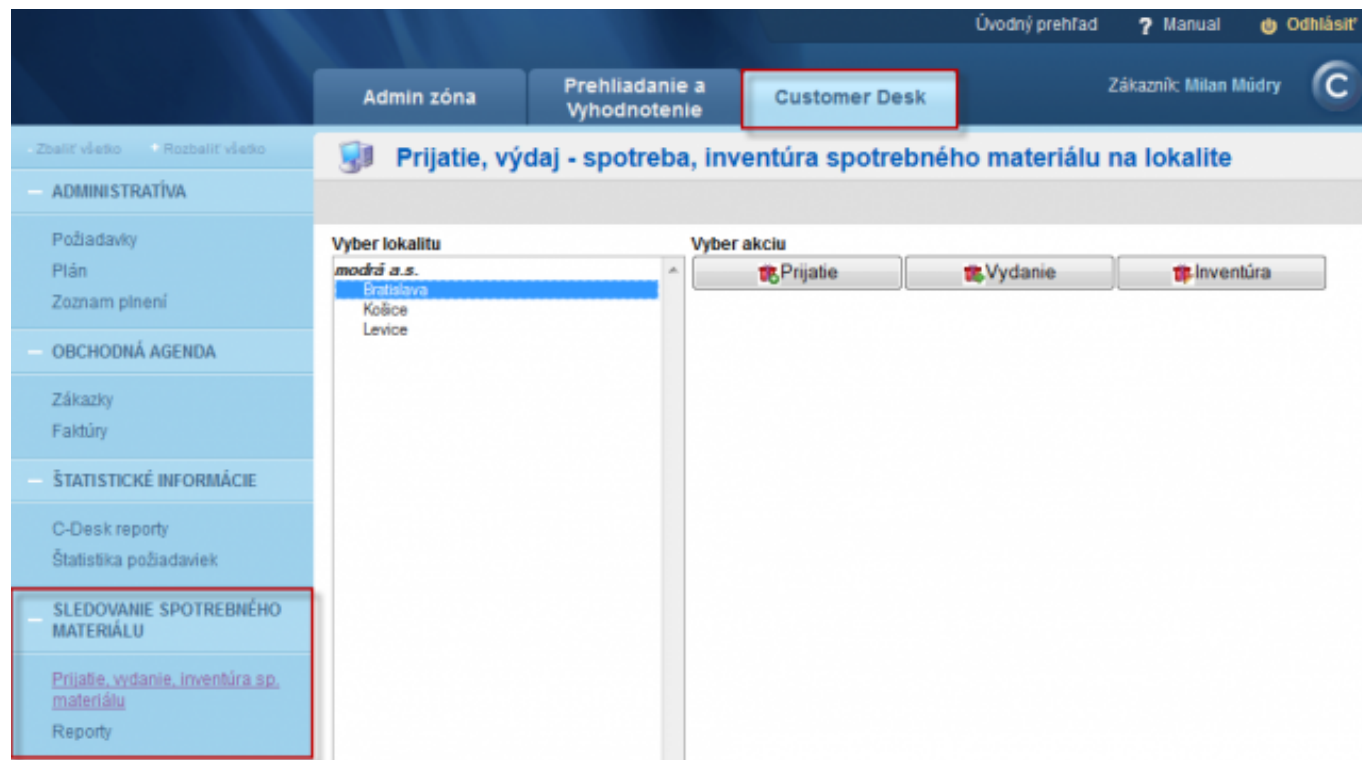 Úvodný prehľad ? Manual Odhlásiť
Admin zóna
Prehliadanie a
Vyhodnotenie
Customer Desk
Zákazník: Milan Múdry
C
- Zbaliť všetko + Rozbaliť všetko
Prijatie, výdaj - spotreba, inventúra spotrebného materiálu na lokalite
ADMINISTRATÍVA
Požiadavky
Plán
Zoznam plnení
OBCHODNÁ AGENDA
Zákazky
Faktúry
ŠTATISTICKÉ INFORMÁCIE
C-Desk reporty
Štatistika požiadaviek
SLEDOVANIE SPOTREBNÉHO
MATERIÁLU
Prijatie, vydanie, inventúra sp.
materiálu
Reporty
Vyber lokalitu
modrá a.s.
Bratislava
Košice
Levice
Vyber akciu
Prijatie
Vydanie
Inventúra